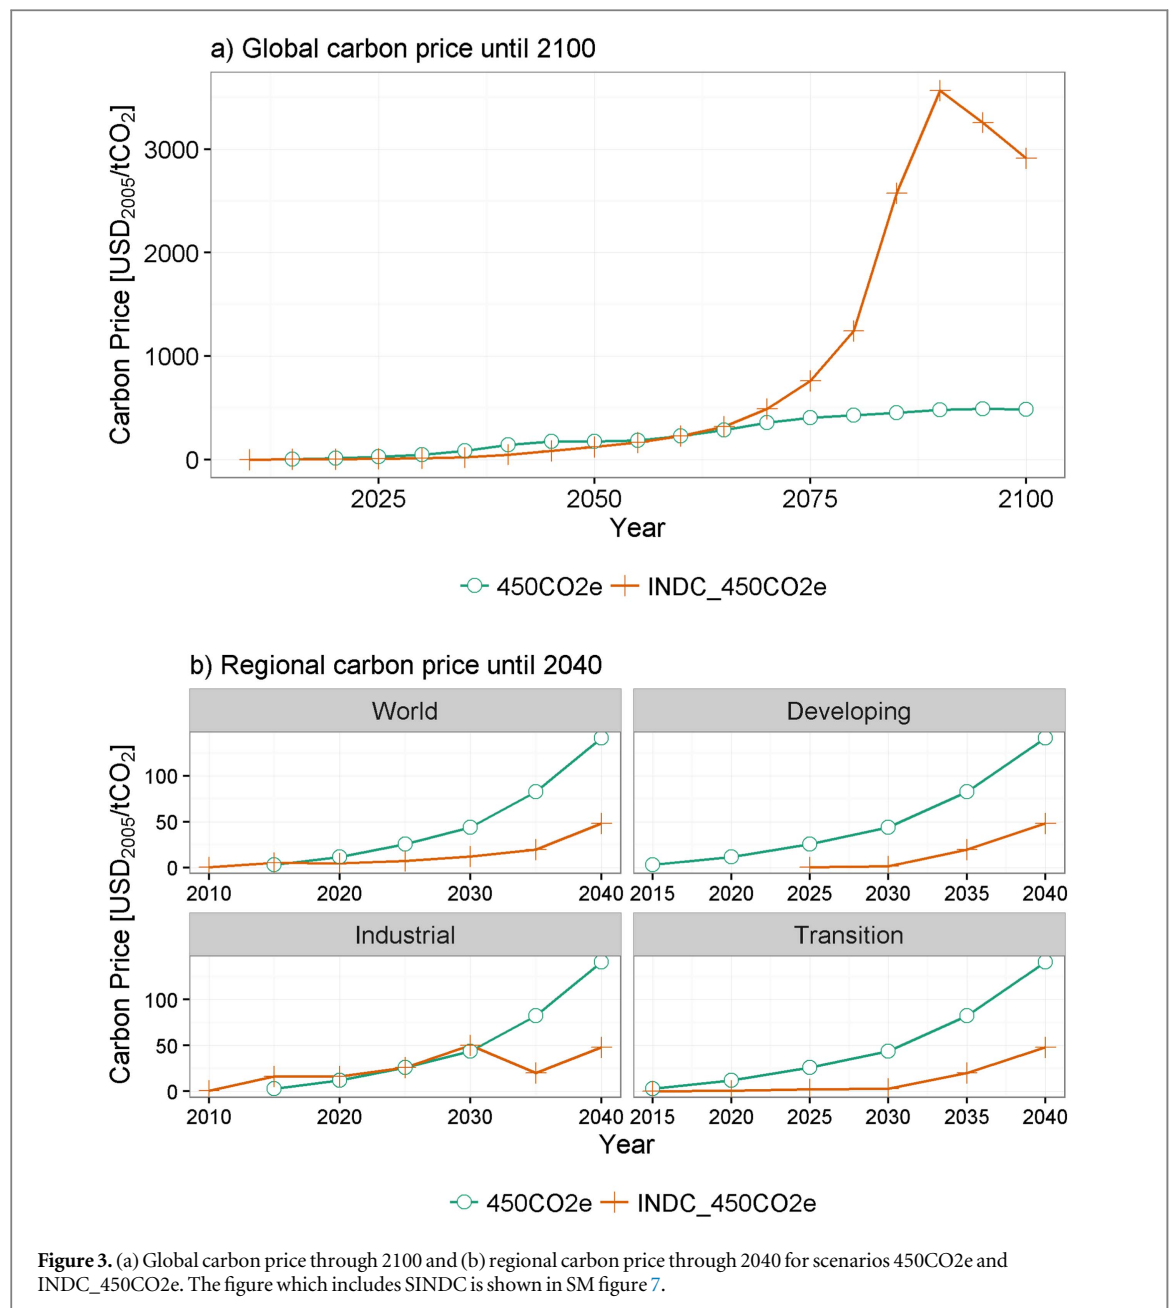 a) Global carbon price until 2100
Carbon Price [USD₂₀₀₅/tCO₂]
3000
2000
1000
0
2025 2050 2075 2100
Year
450CO2e INDC_450CO2e
b) Regional carbon price until 2040
Carbon Price [USD₂₀₀₅/tCO₂]
World Developing
100
50
0
2010 2020 2030 2040 2015 2020 2025 2030 2035 2040
Industrial Transition
100
50
0
2010 2020 2030 2040 2015 2020 2025 2030 2035 2040
Year
450CO2e INDC_450CO2e
Figure 3. (a) Global carbon price through 2100 and (b) regional carbon price through 2040 for scenarios 450CO2e and
INDC_450CO2e. The figure which includes SINDC is shown in SM figure 7.